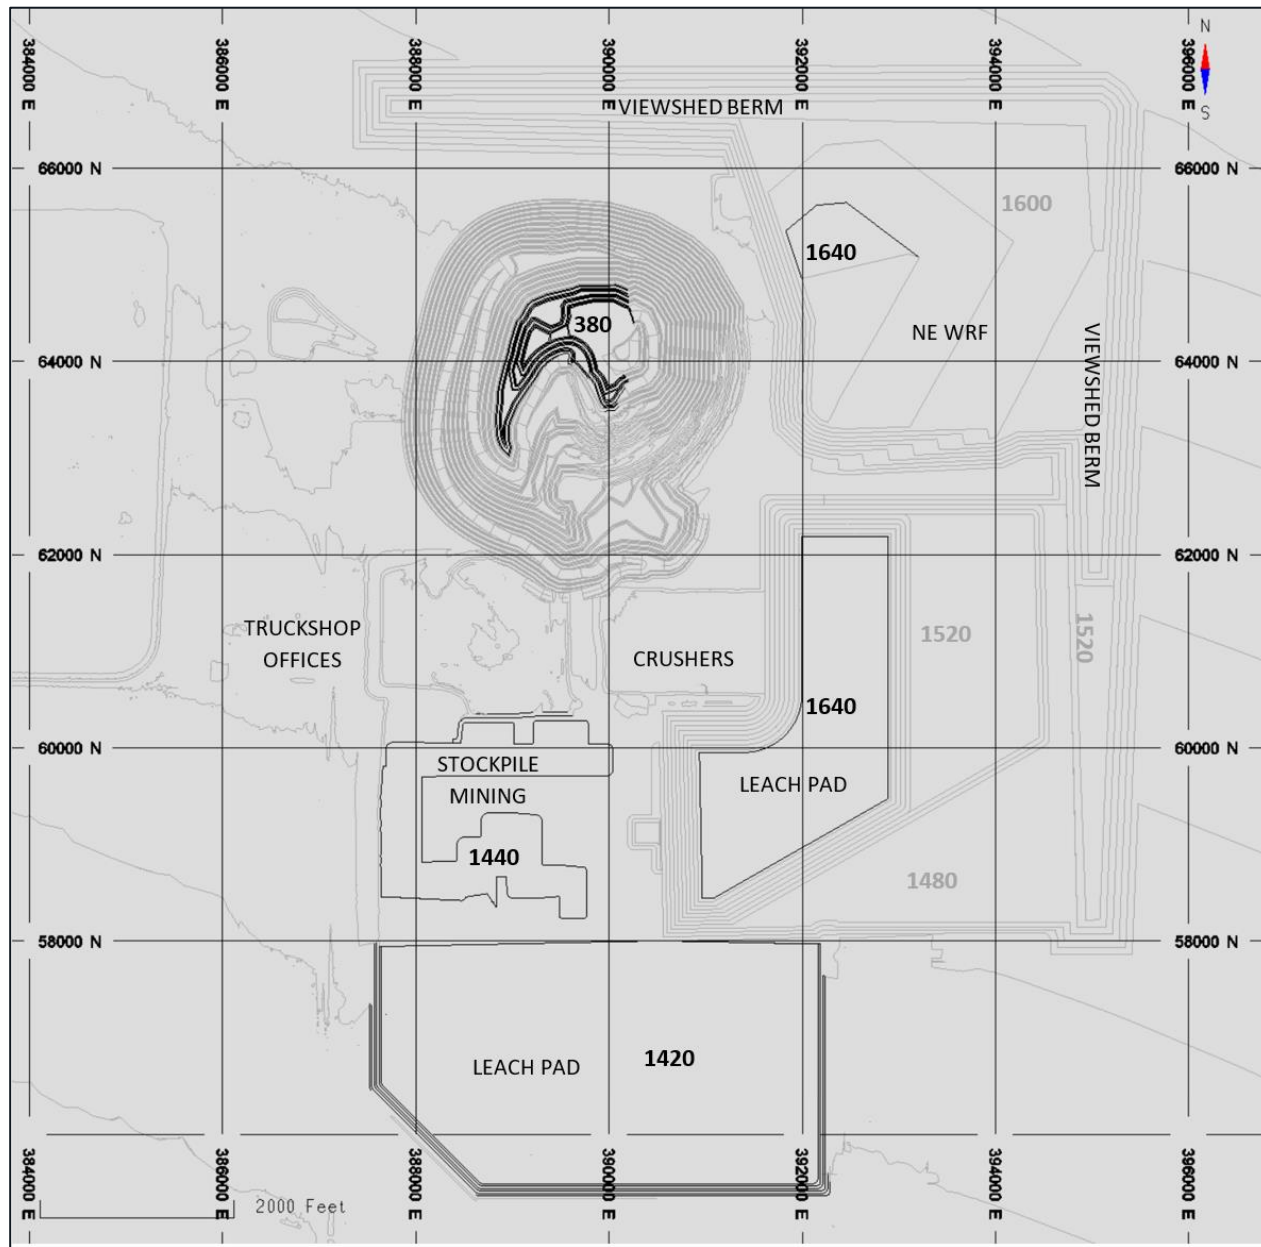 384000 E
386000 E
388000 E
390000 E
392000 E
394000 E
396000 E
N
S
VIEWSHED BERM
66000 N
66000 N
1600
1640
380
NE WRF
64000 N
64000 N
VIEWSHED BERM
62000 N
62000 N
TRUCKSHOP
OFFICES
CRUSHERS
1520
1520
1640
60000 N
60000 N
STOCKPILE
MINING
LEACH PAD
1440
1480
58000 N
58000 N
LEACH PAD
1420
384000 E
386000 E
388000 E
390000 E
392000 E
394000 E
396000 E
2000 Feet